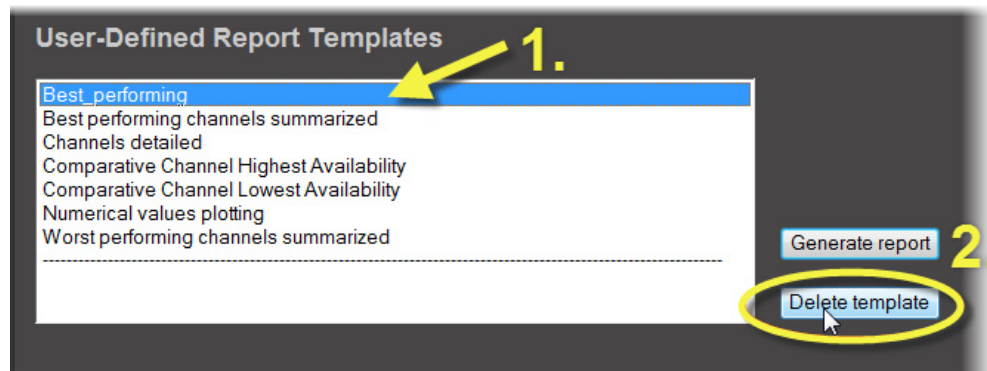 User-Defined Report Templates
1.
Best_performing
Best performing channels summarized
Channels detailed
Comparative Channel Highest Availability
Comparative Channel Lowest Availability
Numerical values plotting
Worst performing channels summarized
--------------------------------------------------------------------------------
Generate report
2.
Delete template